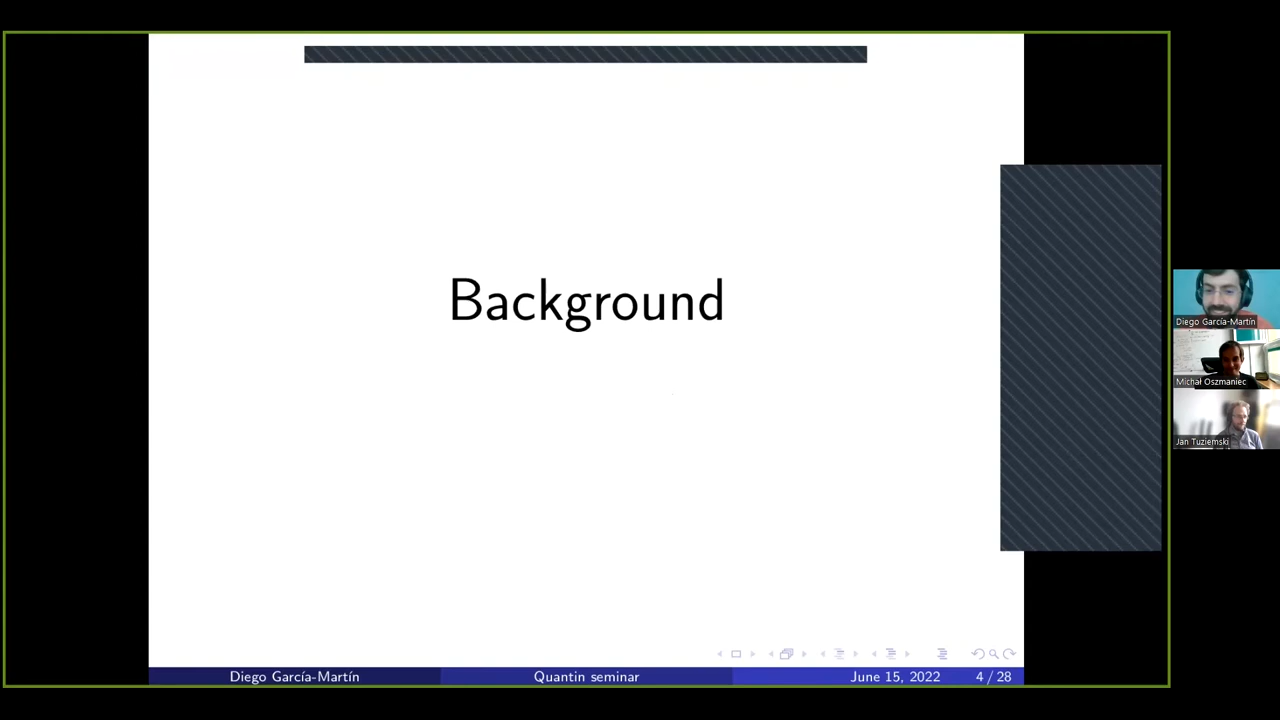 Background
Diego García-Martín
Michał Oszmaniec
Jan Tuziemski
Diego García-Martín Quantin seminar June 15, 2022 4 / 28